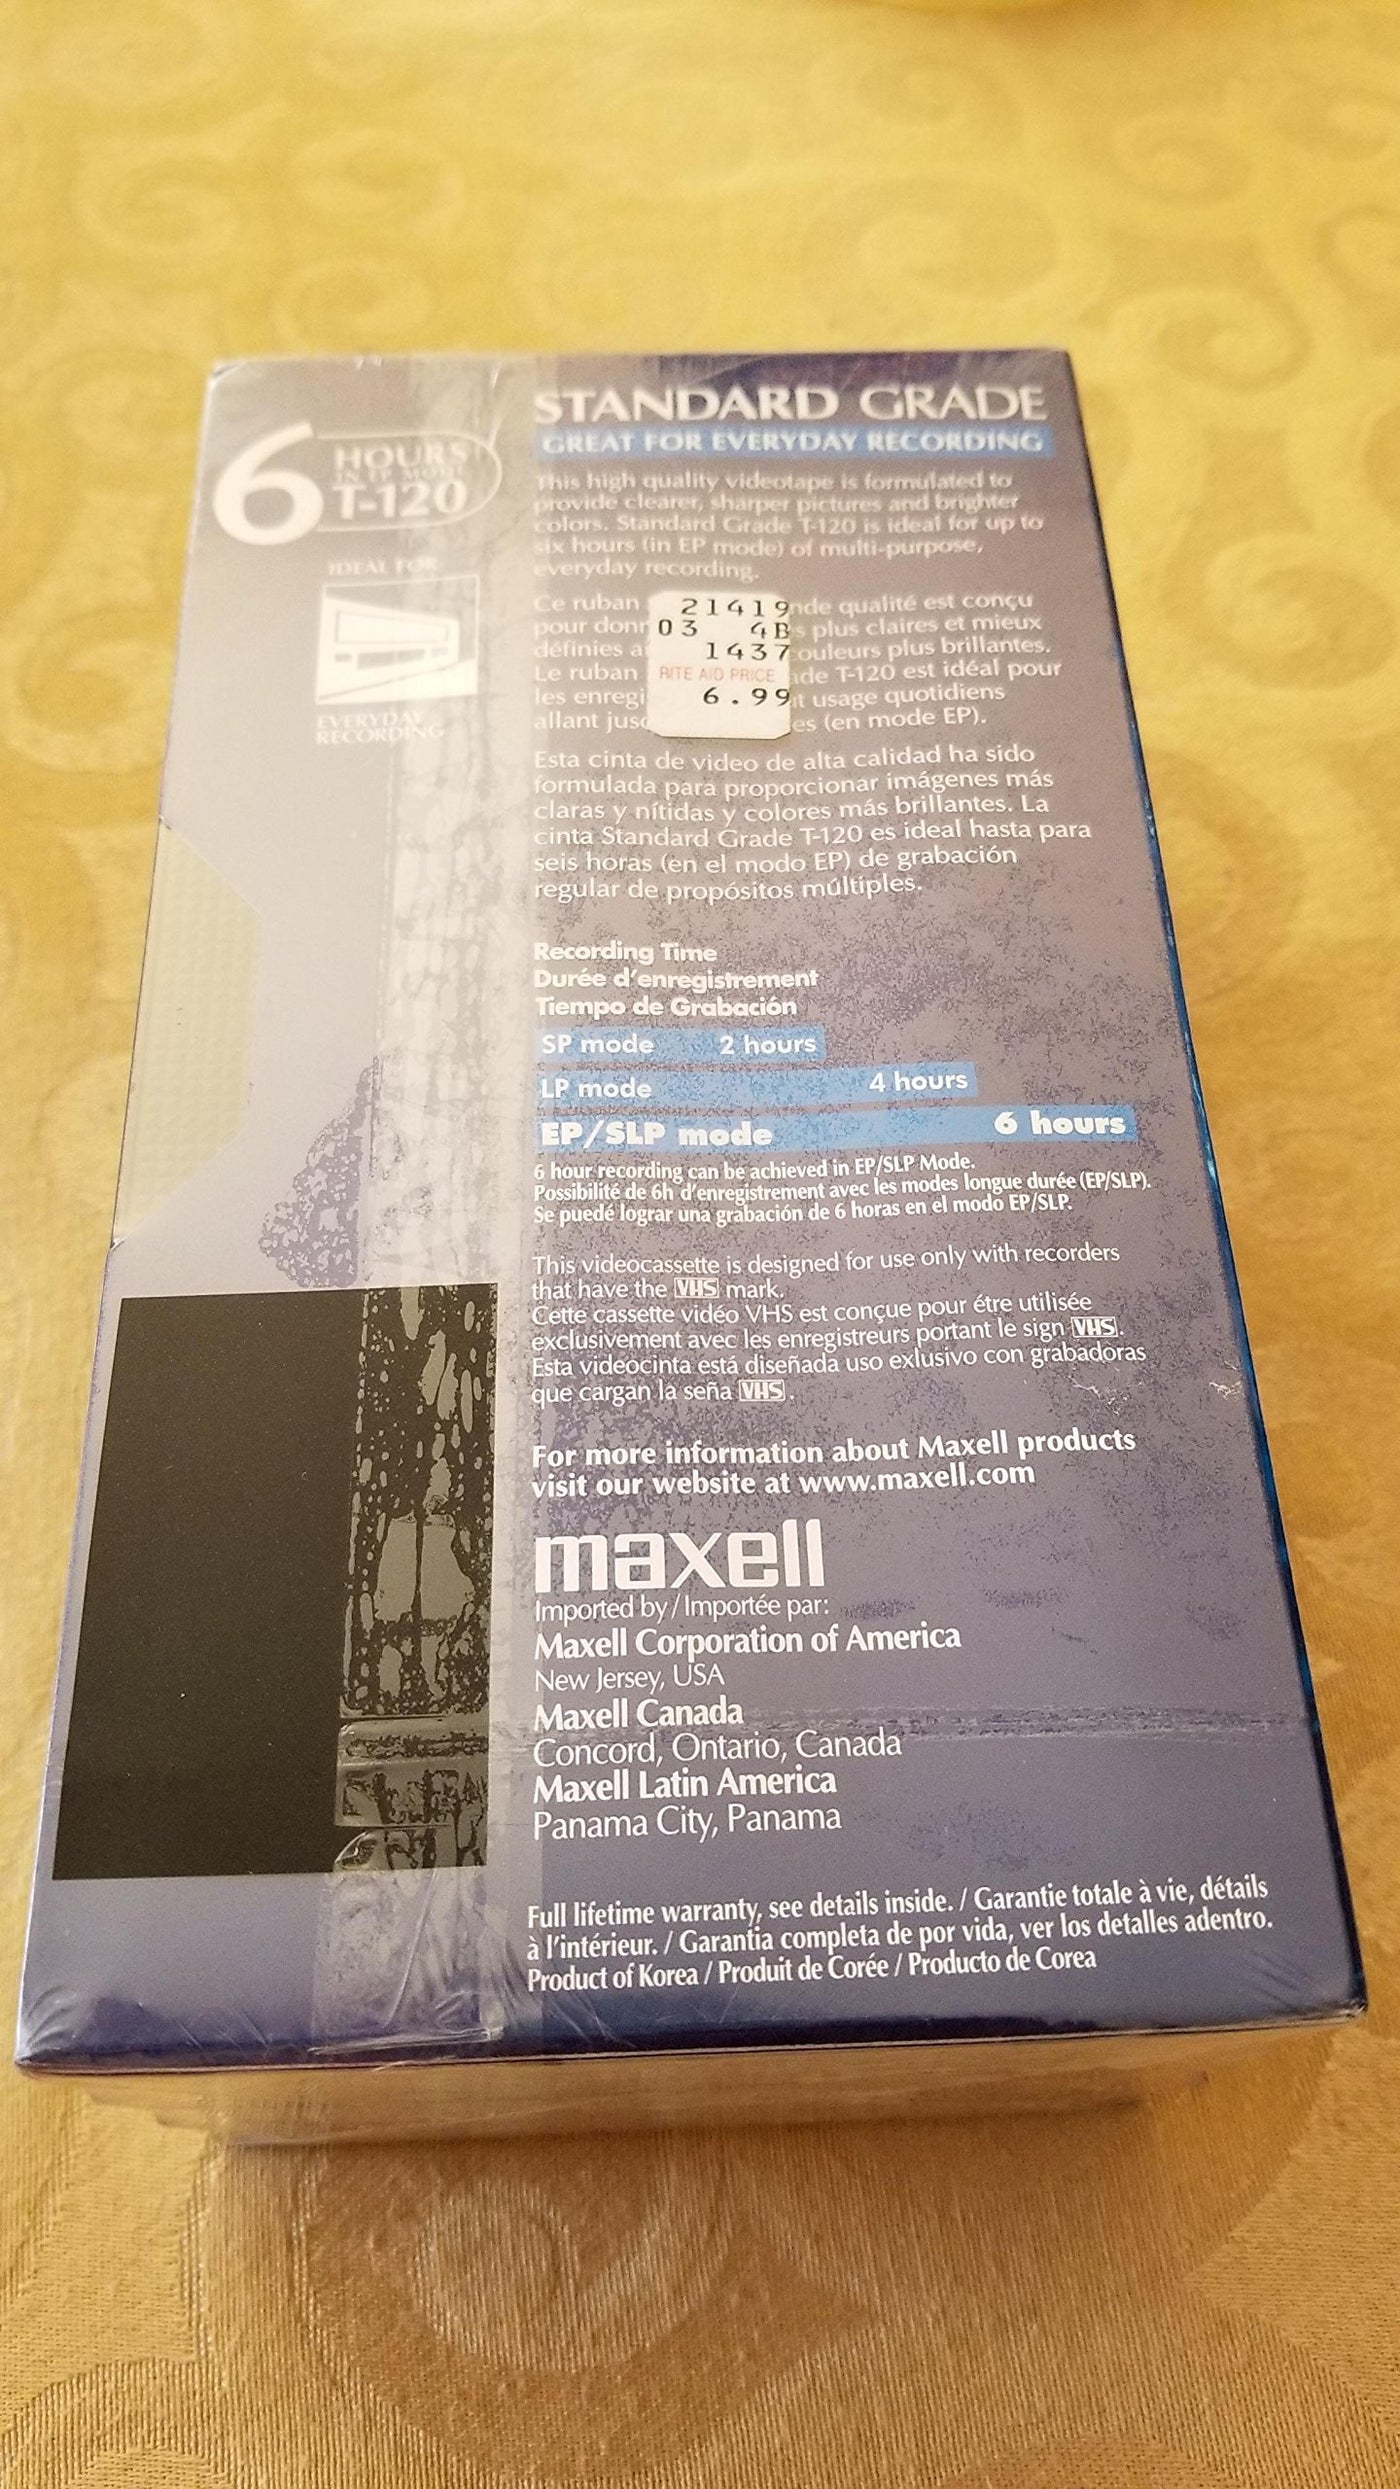 6
HOURS
IN EP MODE
T-120
IDEAL FOR
EVERYDAY
RECORDING
STANDARD GRADE
GREAT FOR EVERYDAY RECORDING
This high quality videotape is formulated to
provide clearer, sharper pictures and brighter
colors. Standard Grade T-120 is ideal for up to
six hours (in EP mode) of multi-purpose,
everyday recording.
Ce ruban nde qualité est conçu
pour donn s plus claires et mieux
définies a ouleurs plus brillantes.
Le ruban ade T-120 est idéal pour
les enregi t usage quotidiens
allant jusq es (en mode EP).
21419
03 4B
1437
RITE AID PRICE
6.99
Esta cinta de video de alta calidad ha sido
formulada para proporcionar imágenes más
claras y nítidas y colores más brillantes. La
cinta Standard Grade T-120 es ideal hasta para
seis horas (en el modo EP) de grabación
regular de propósitos múltiples.
Recording Time
Durée d'enregistrement
Tiempo de Grabación
SP mode 2 hours
LP mode 4 hours
EP/SLP mode 6 hours
6 hour recording can be achieved in EP/SLP Mode.
Possibilité de 6h d'enregistrement avec les modes longue durée (EP/SLP).
Se puedé lograr una grabación de 6 horas en el modo EP/SLP.
This videocassette is designed for use only with recorders
that have the VHS mark.
Cette cassette vidéo VHS est conçue pour étre utilisée
exclusivement avec les enregistreurs portant le sign VHS.
Esta videocinta está diseñada uso exlusivo con grabadoras
que cargan la seña VHS.
For more information about Maxell products
visit our website at www.maxell.com
maxell
Imported by / Importée par:
Maxell Corporation of America
New Jersey, USA
Maxell Canada
Concord, Ontario, Canada
Maxell Latin America
Panama City, Panama
Full lifetime warranty, see details inside. / Garantie totale à vie, détails
à l'intérieur. / Garantia completa de por vida, ver los detalles adentro.
Product of Korea / Produit de Corée / Producto de Corea